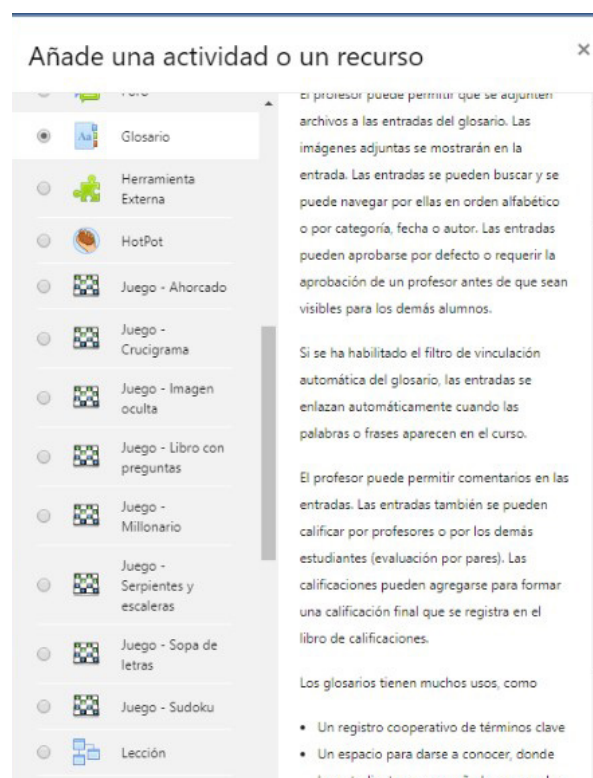 Añade una actividad o un recurso
×
Foro
Glosario
Herramienta
Externa
HotPot
Juego - Ahorcado
Juego -
Crucigrama
Juego - Imagen
oculta
Juego - Libro con
preguntas
Juego -
Millonario
Juego -
Serpientes y
escaleras
Juego - Sopa de
letras
Juego - Sudoku
Lección
El profesor puede permitir que se adjunten
archivos a las entradas del glosario. Las
imágenes adjuntas se mostrarán en la
entrada. Las entradas se pueden buscar y se
puede navegar por ellas en orden alfabético
o por categoría, fecha o autor. Las entradas
pueden aprobarse por defecto o requerir la
aprobación de un profesor antes de que sean
visibles para los demás alumnos.
Si se ha habilitado el filtro de vinculación
automática del glosario, las entradas se
enlazan automáticamente cuando las
palabras o frases aparecen en el curso.
El profesor puede permitir comentarios en las
entradas. Las entradas también se pueden
calificar por profesores o por los demás
estudiantes (evaluación por pares). Las
calificaciones pueden agregarse para formar
una calificación final que se registra en el
libro de calificaciones.
Los glosarios tienen muchos usos, como
• Un registro cooperativo de términos clave
• Un espacio para darse a conocer, donde